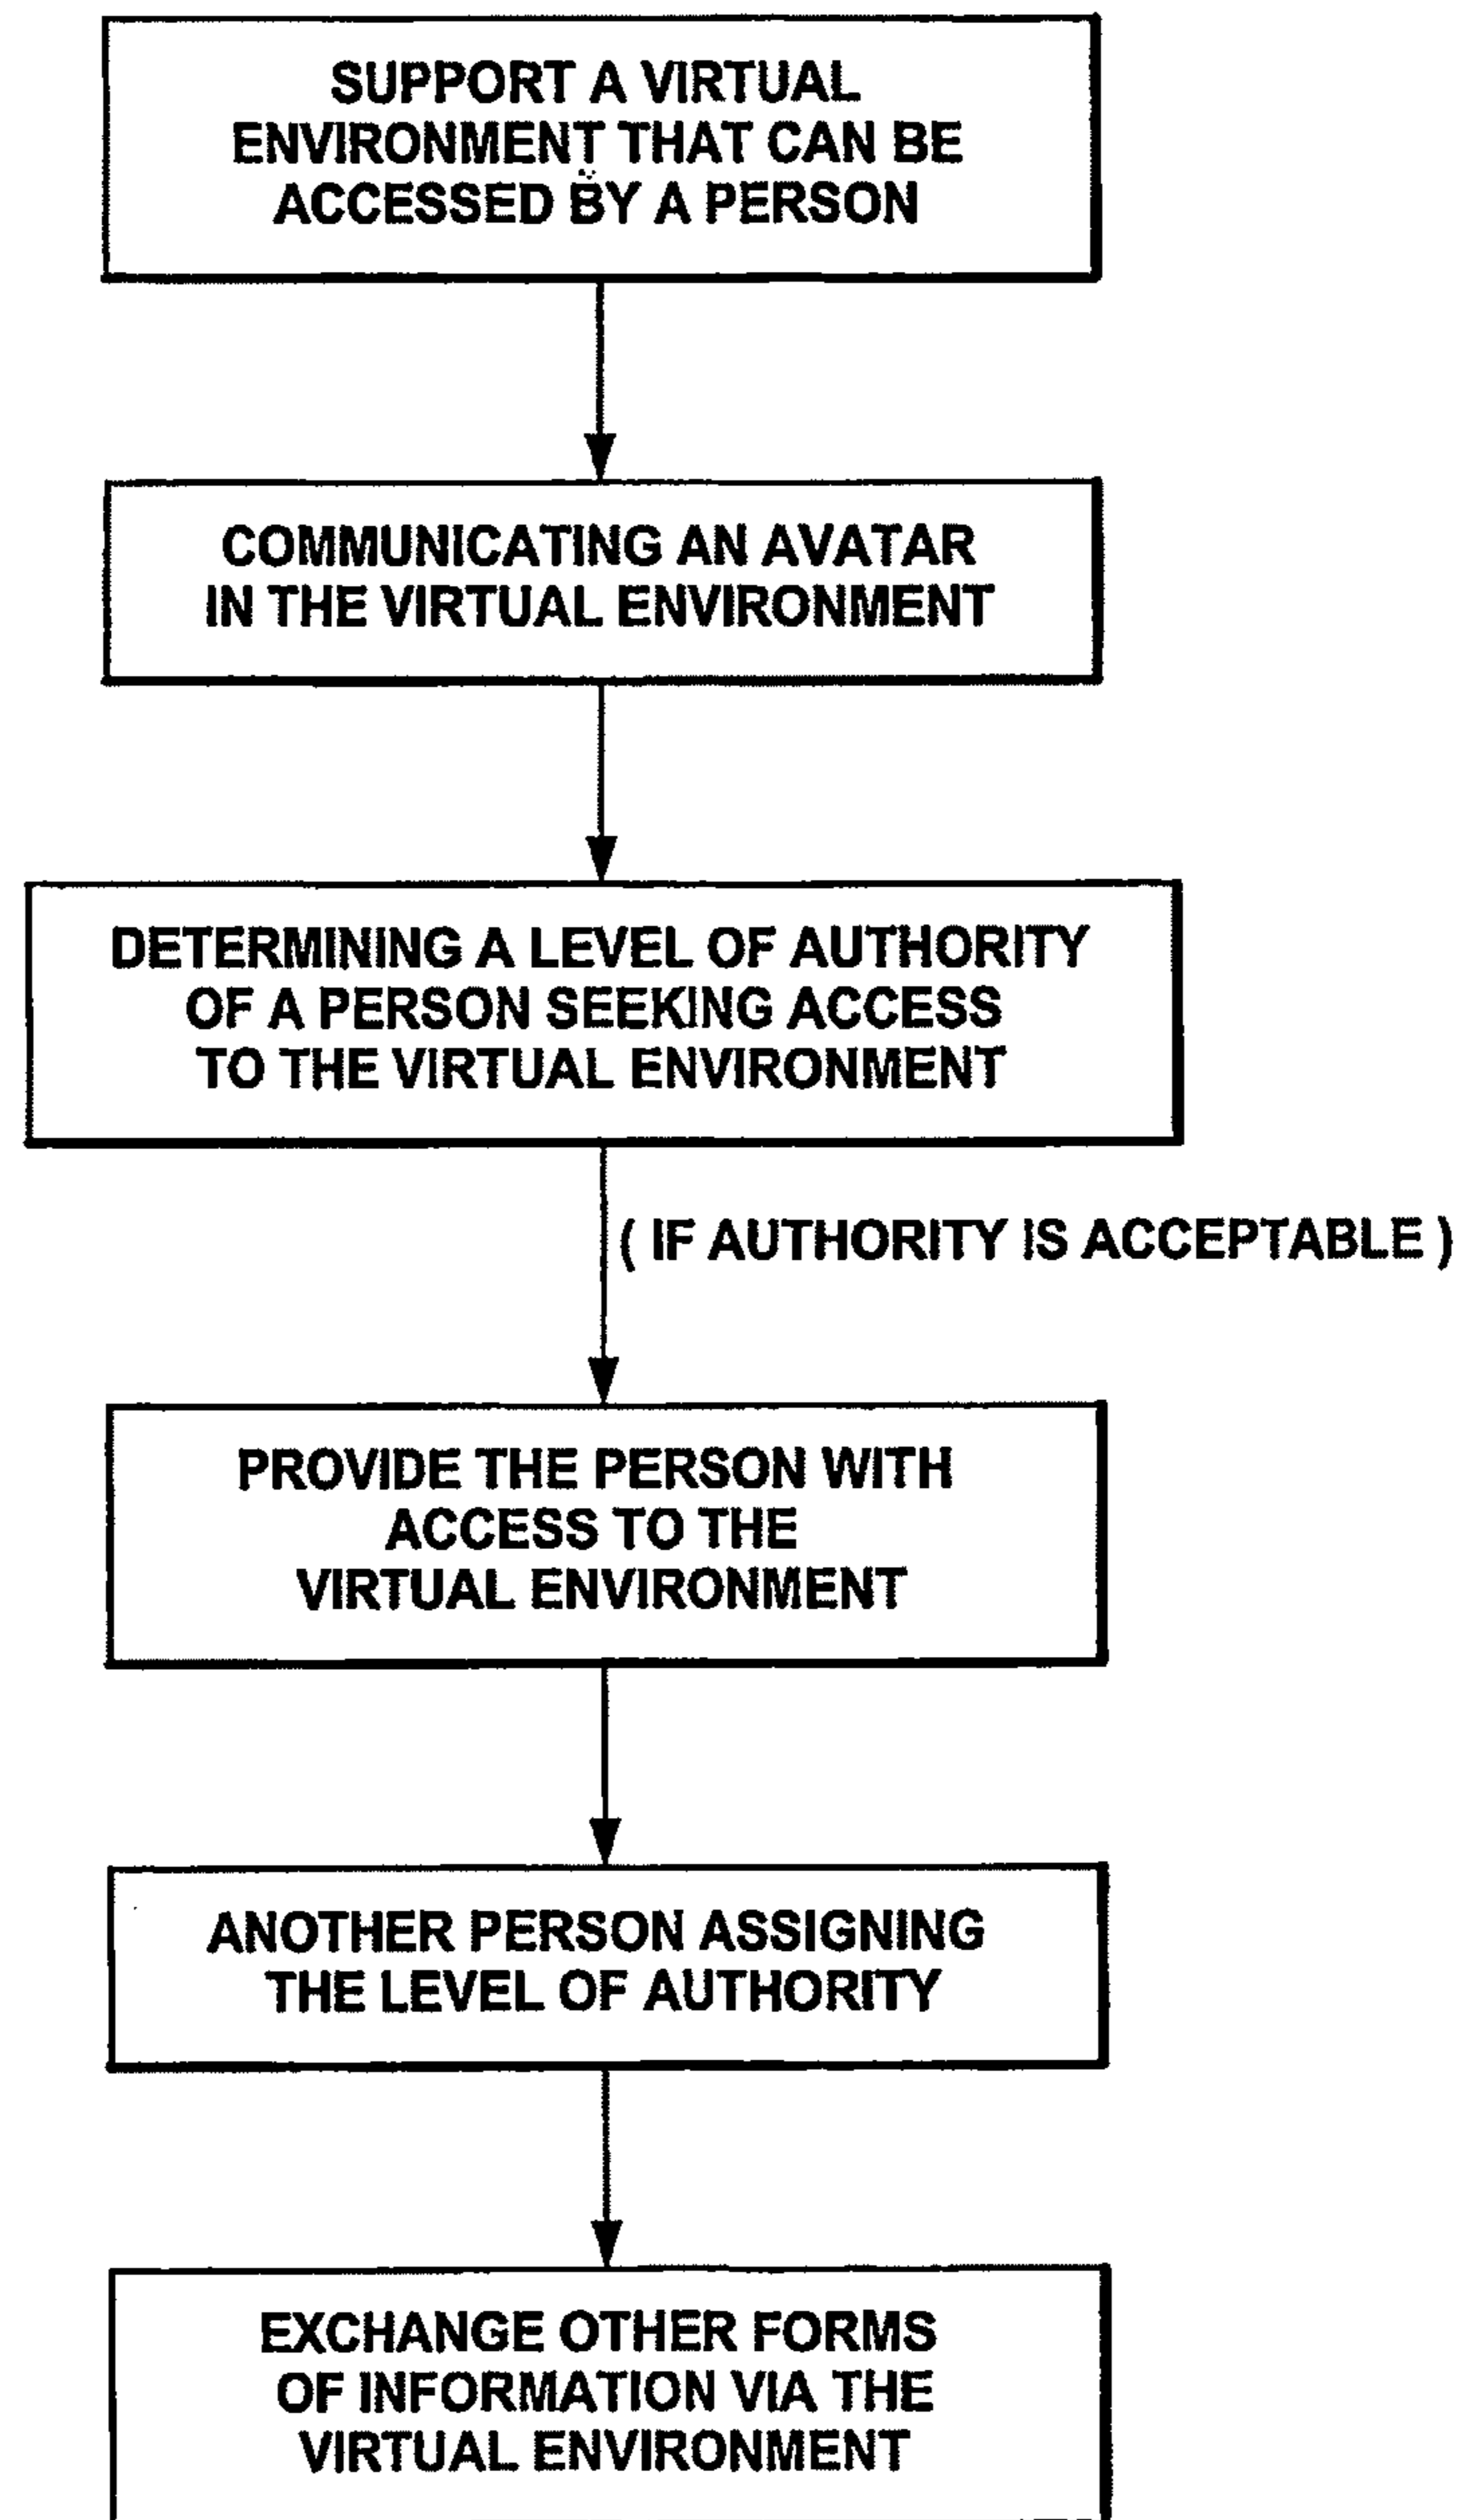 SUPPORT A VIRTUAL
ENVIRONMENT THAT CAN BE
ACCESSED BY A PERSON
COMMUNICATING AN AVATAR
IN THE VIRTUAL ENVIRONMENT
DETERMINING A LEVEL OF AUTHORITY
OF A PERSON SEEKING ACCESS
TO THE VIRTUAL ENVIRONMENT
( IF AUTHORITY IS ACCEPTABLE )
PROVIDE THE PERSON WITH
ACCESS TO THE
VIRTUAL ENVIRONMENT
ANOTHER PERSON ASSIGNING
THE LEVEL OF AUTHORITY
EXCHANGE OTHER FORMS
OF INFORMATION VIA THE
VIRTUAL ENVIRONMENT